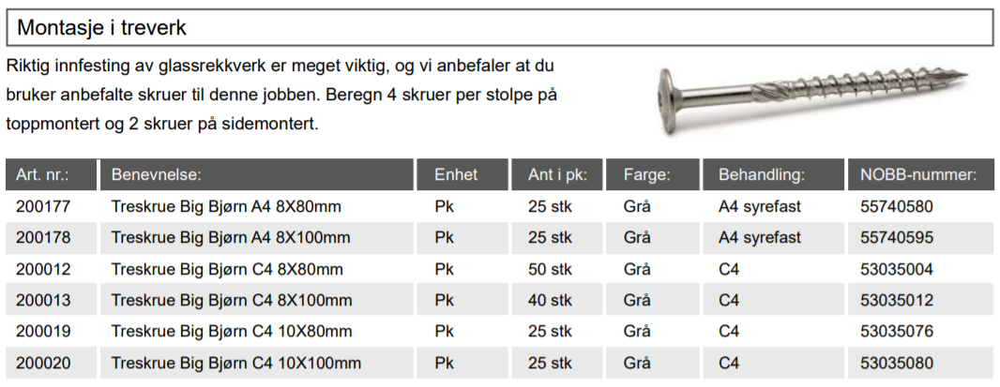 Montasje i treverk
Riktig innfesting av glassrekkverk er meget viktig, og vi anbefaler at du
bruker anbefalte skruer til denne jobben. Beregn 4 skruer per stolpe på
toppmontert og 2 skruer på sidemontert.
Art. nr.: Benevnelse: Enhet Ant i pk: Farge: Behandling: NOBB-nummer:
200177 Treskrue Big Bjørn A4 8X80mm Pk 25 stk Grå A4 syrefast 55740580
200178 Treskrue Big Bjørn A4 8X100mm Pk 25 stk Grå A4 syrefast 55740595
200012 Treskrue Big Bjørn C4 8X80mm Pk 50 stk Grå C4 53035004
200013 Treskrue Big Bjørn C4 8X100mm Pk 40 stk Grå C4 53035012
200019 Treskrue Big Bjørn C4 10X80mm Pk 25 stk Grå C4 53035076
200020 Treskrue Big Bjørn C4 10X100mm Pk 25 stk Grå C4 53035080